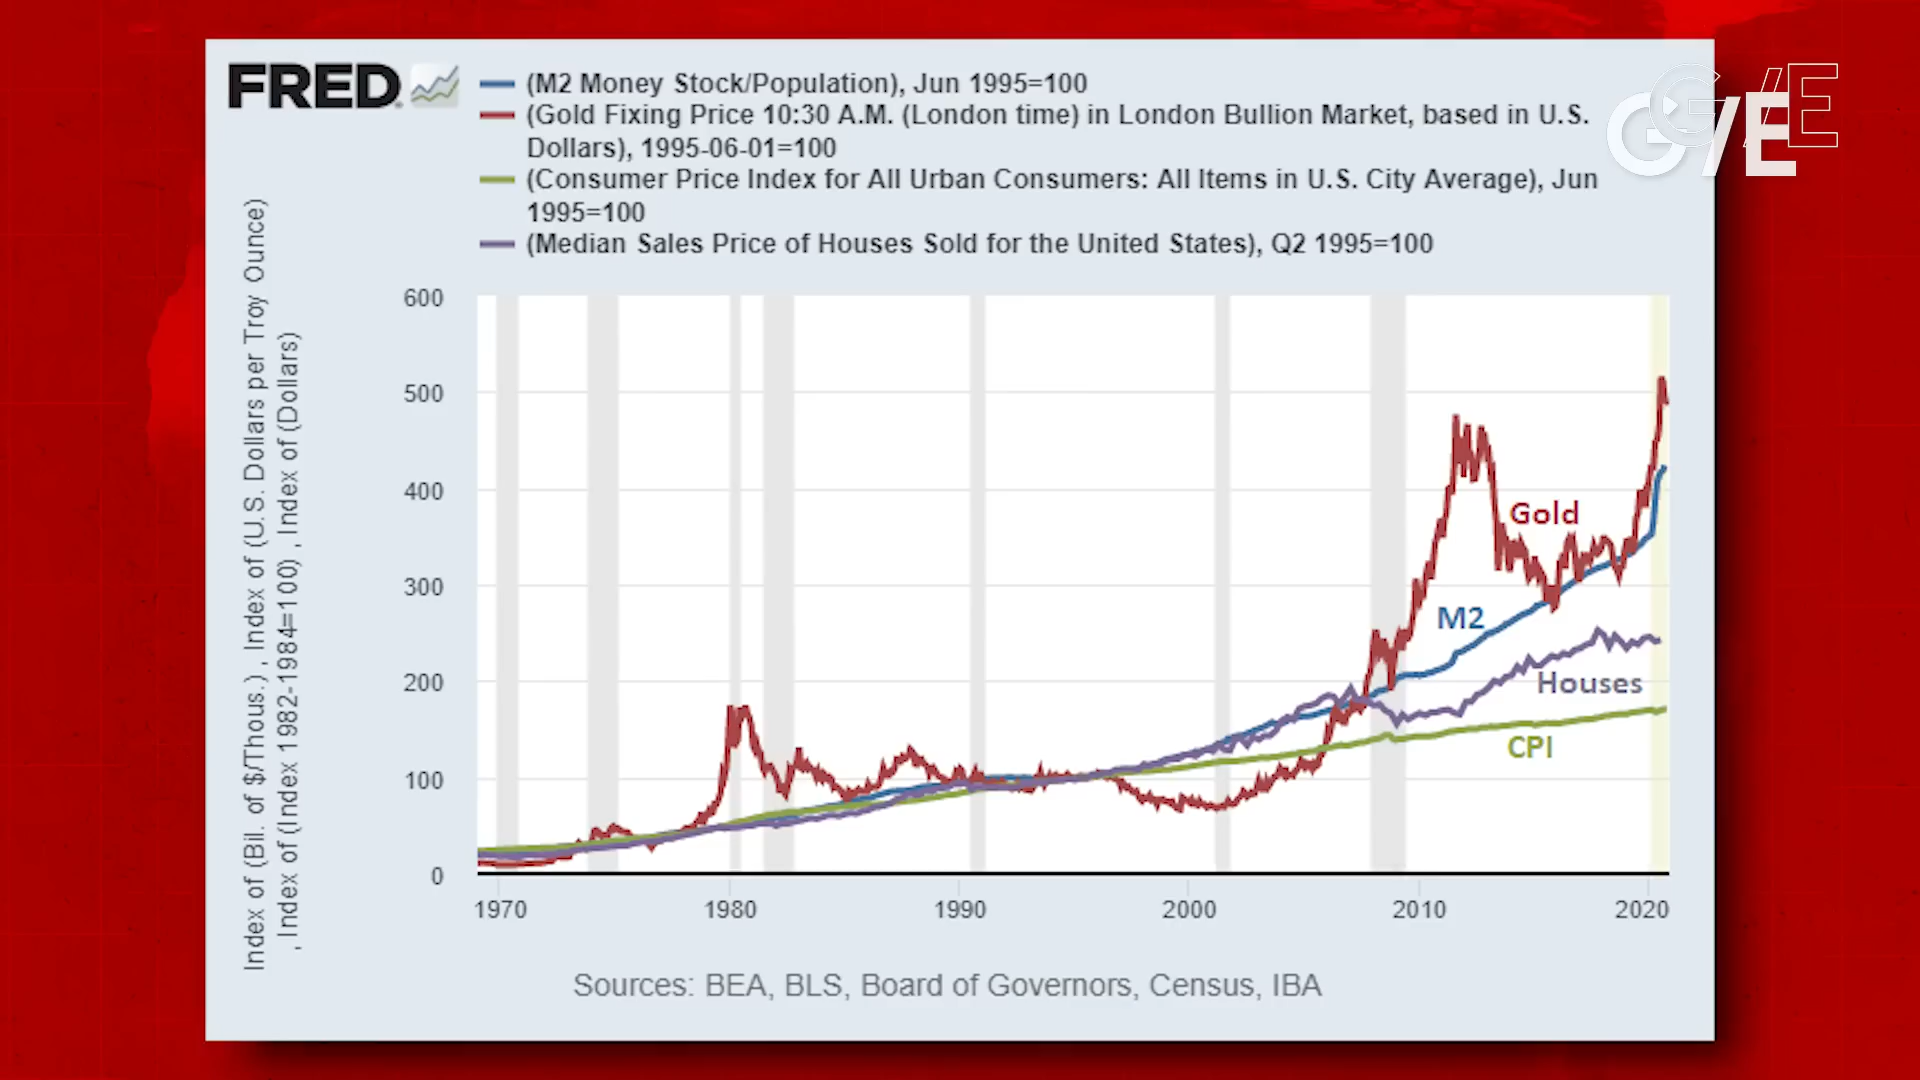 FRED
(M2 Money Stock/Population), Jun 1995=100
(Gold Fixing Price 10:30 A.M. (London time) in London Bullion Market, based in U.S.
Dollars), 1995-06-01=100
(Consumer Price Index for All Urban Consumers: All Items in U.S. City Average), Jun
1995=100
(Median Sales Price of Houses Sold for the United States), Q2 1995=100
G/E
G/E
Index of (Bil. of $/Thous.) , Index of (U.S. Dollars per Troy Ounce)
, Index of (Index 1982-1984=100) , Index of (Dollars)
600
500
400
300
200
100
0
Gold
M2
Houses
CPI
1970
1980
1990
2000
2010
2020
Sources: BEA, BLS, Board of Governors, Census, IBA